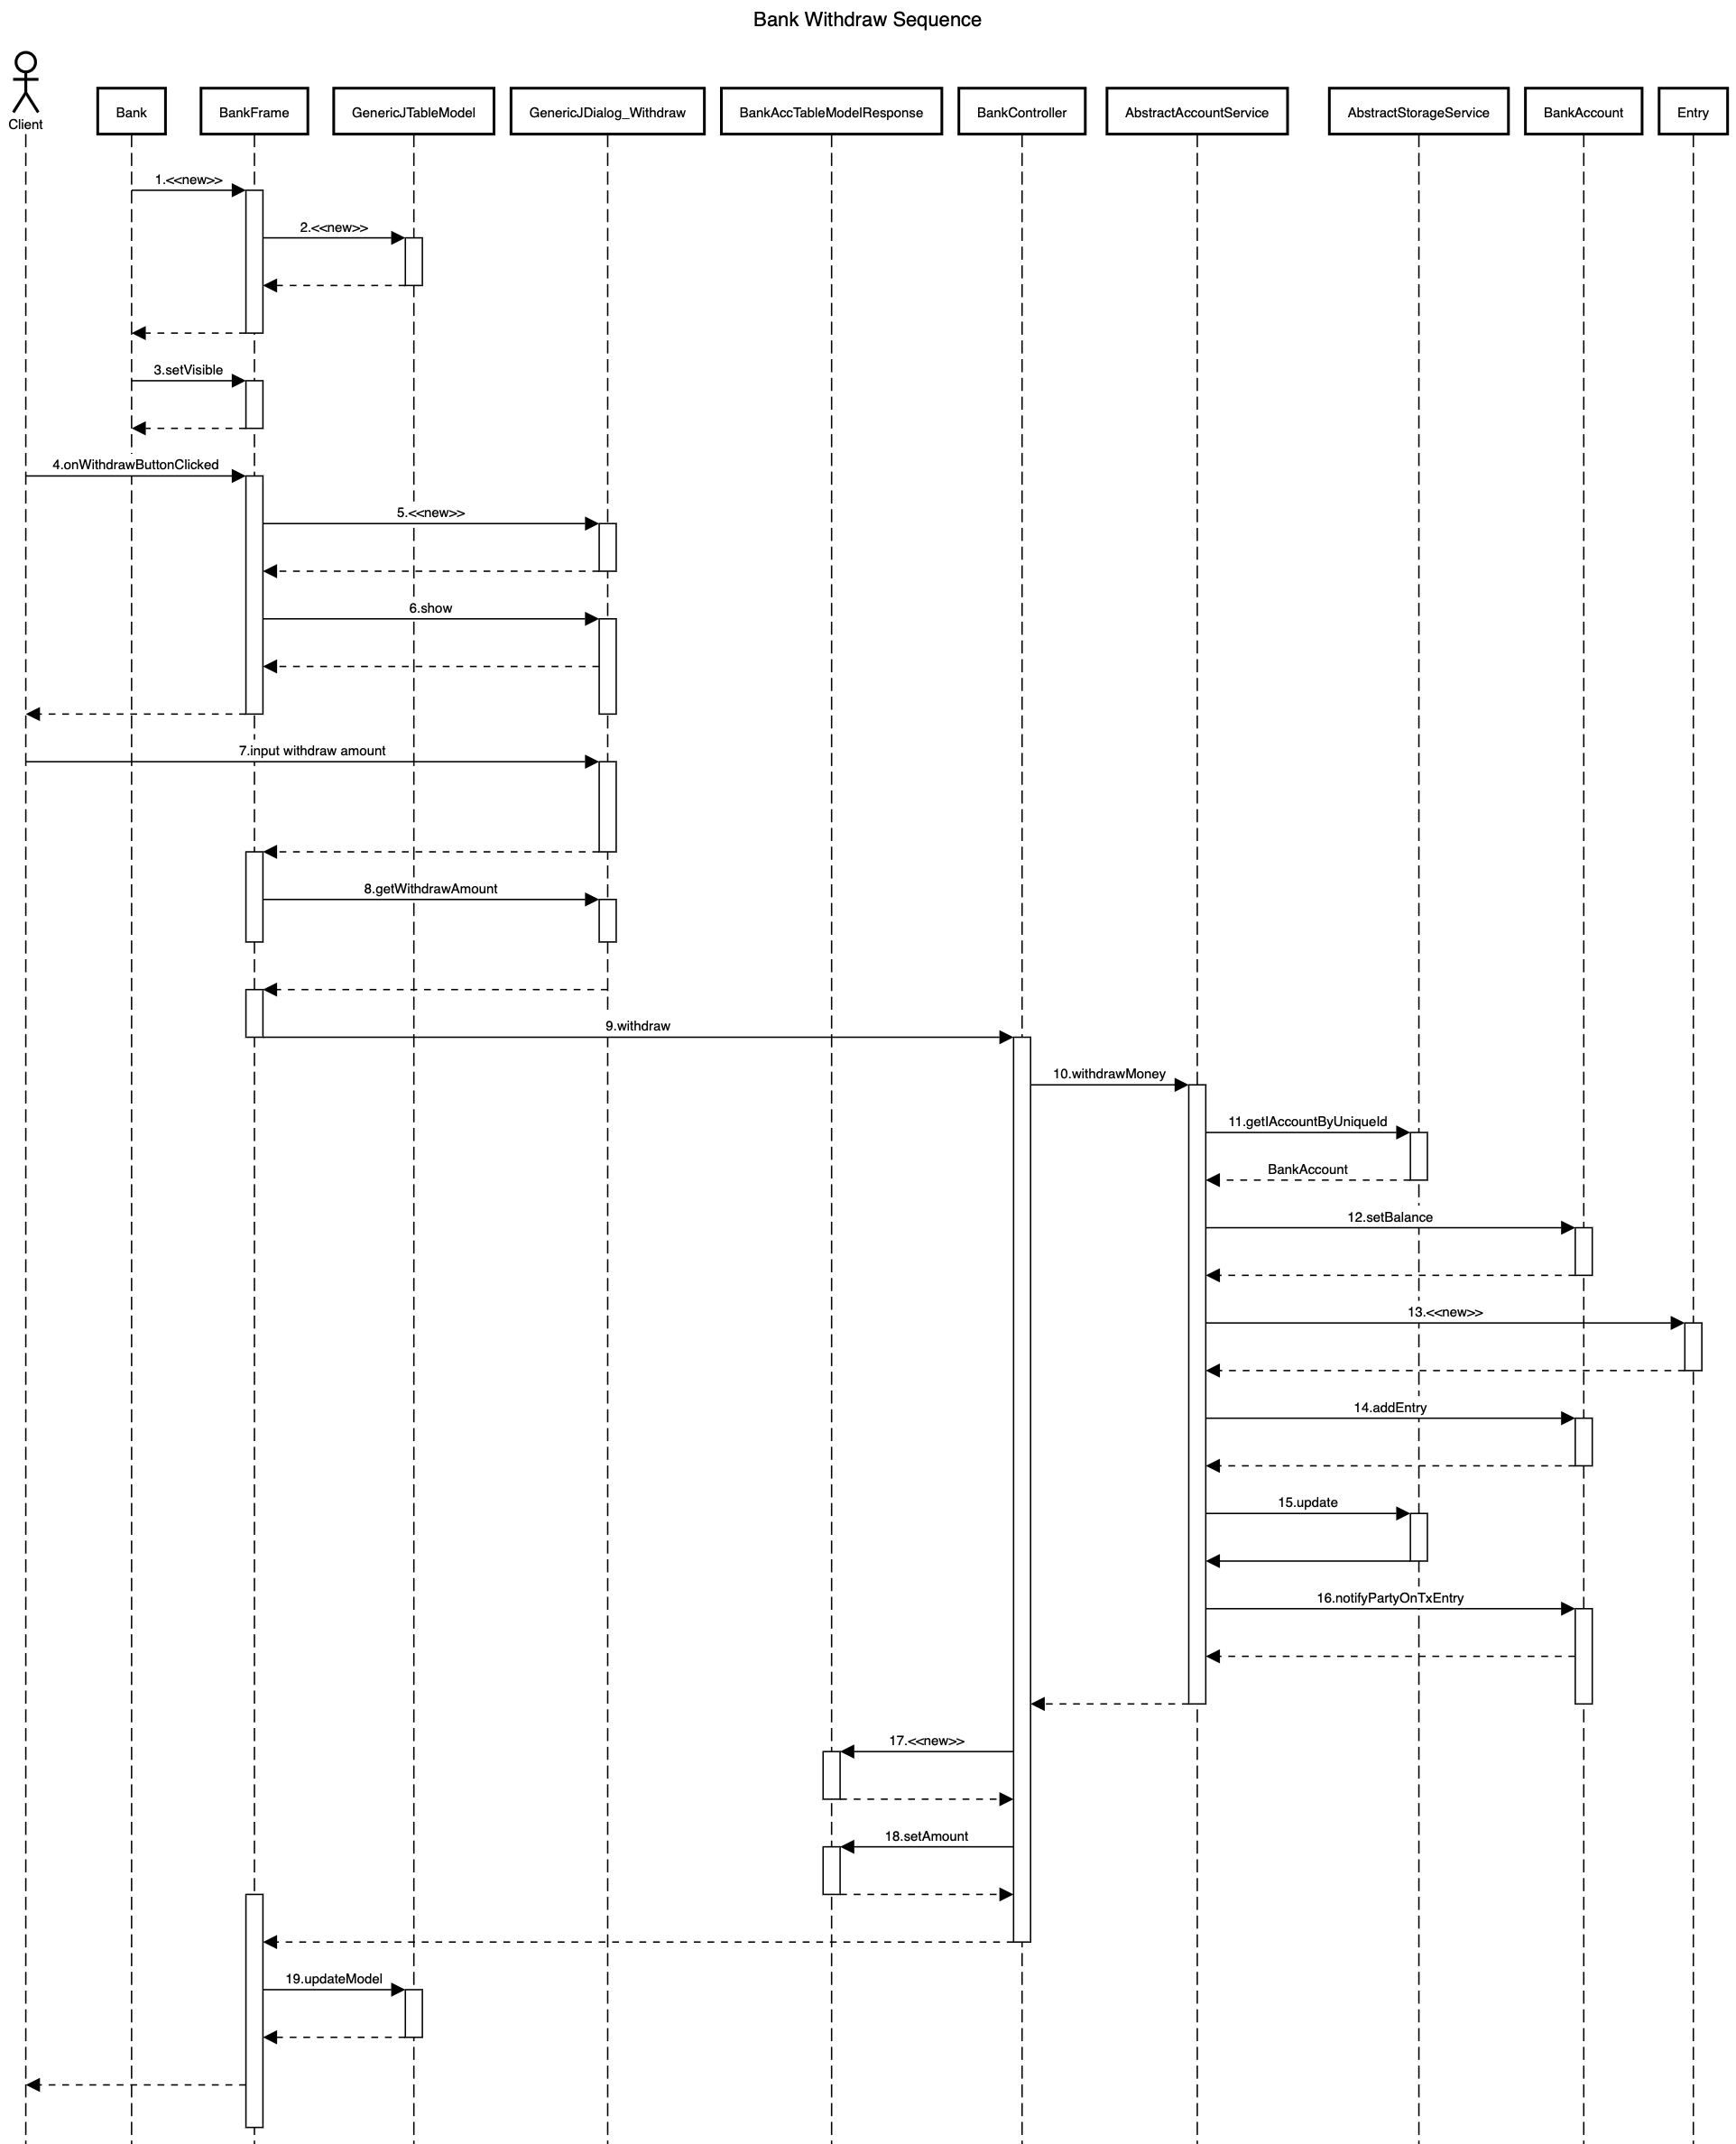 Bank Withdraw Sequence
Client
Bank
BankFrame
GenericJTableModel
GenericJDialog_Withdraw
BankAccTableModelResponse
BankController
AbstractAccountService
AbstractStorageService
BankAccount
Entry
1.<<new>>
2.<<new>>
3.setVisible
4.onWithdrawButtonClicked
5.<<new>>
6.show
7.input withdraw amount
8.getWithdrawAmount
9.withdraw
10.withdrawMoney
11.getIAccountByUniqueId
BankAccount
12.setBalance
13.<<new>>
14.addEntry
15.update
16.notifyPartyOnTxEntry
17.<<new>>
18.setAmount
19.updateModel